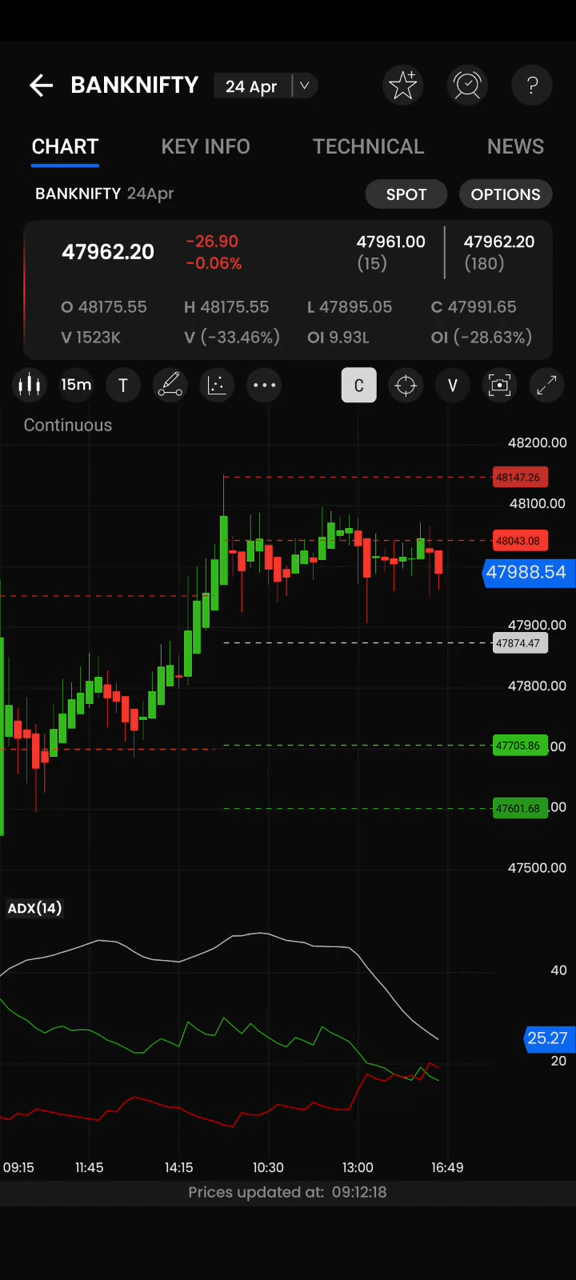 BANKNIFTY 24 Apr ?
CHART KEY INFO TECHNICAL NEWS
BANKNIFTY 24Apr SPOT OPTIONS
47962.20 -26.90 47961.00 47962.20
-0.06% (15) (180)
O 48175.55 H 48175.55 L 47895.05 C 47991.65
V 1523K V (-33.46%) OI 9.93L OI (-28.63%)
15m T C V
Continuous
48200.00
48147.26
48100.00
48043.08
47988.54
47900.00
47874.47
47800.00
47705.86 00
47601.68 .00
47500.00
ADX(14)
40
25.27
20
09:15 11:45 14:15 10:30 13:00 16:49
Prices updated at: 09:12:18